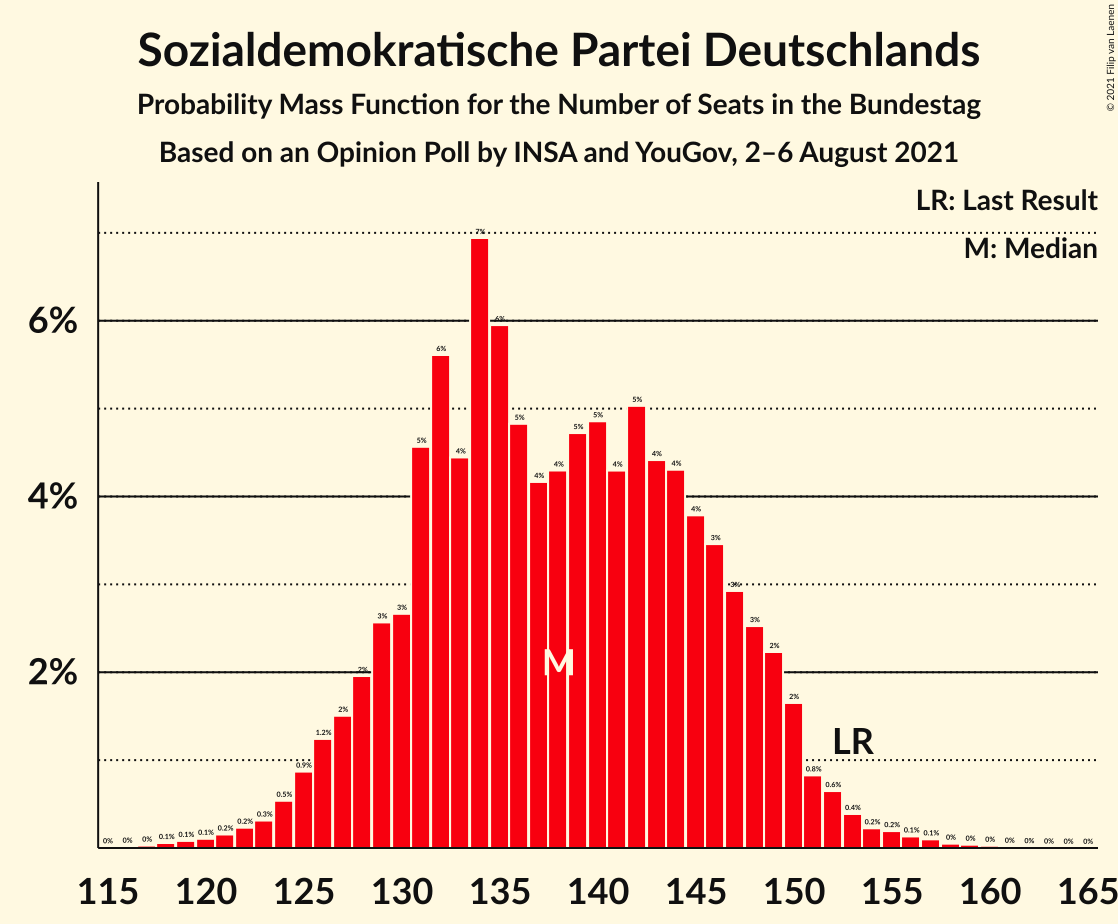 Sozialdemokratische Partei Deutschlands
Probability Mass Function for the Number of Seats in the Bundestag
Based on an Opinion Poll by INSA and YouGov, 2–6 August 2021
© 2021 Filip van Laenen
LR: Last Result
M: Median
6%
4%
2%
0% 0% 0% 0.1% 0.1% 0.1% 0.2% 0.2% 0.3% 0.5% 0.9% 1.2% 2% 2% 3% 3% 5% 6% 4% 7% 6% 5% 4% 4% 5% 5% 4% 5% 4% 4% 4% 3% 3% 3% 2% 2% 0.8% 0.6% 0.4% 0.2% 0.2% 0.1% 0.1% 0% 0% 0% 0% 0% 0% 0% 0%
M
LR
115 120 125 130 135 140 145 150 155 160 165